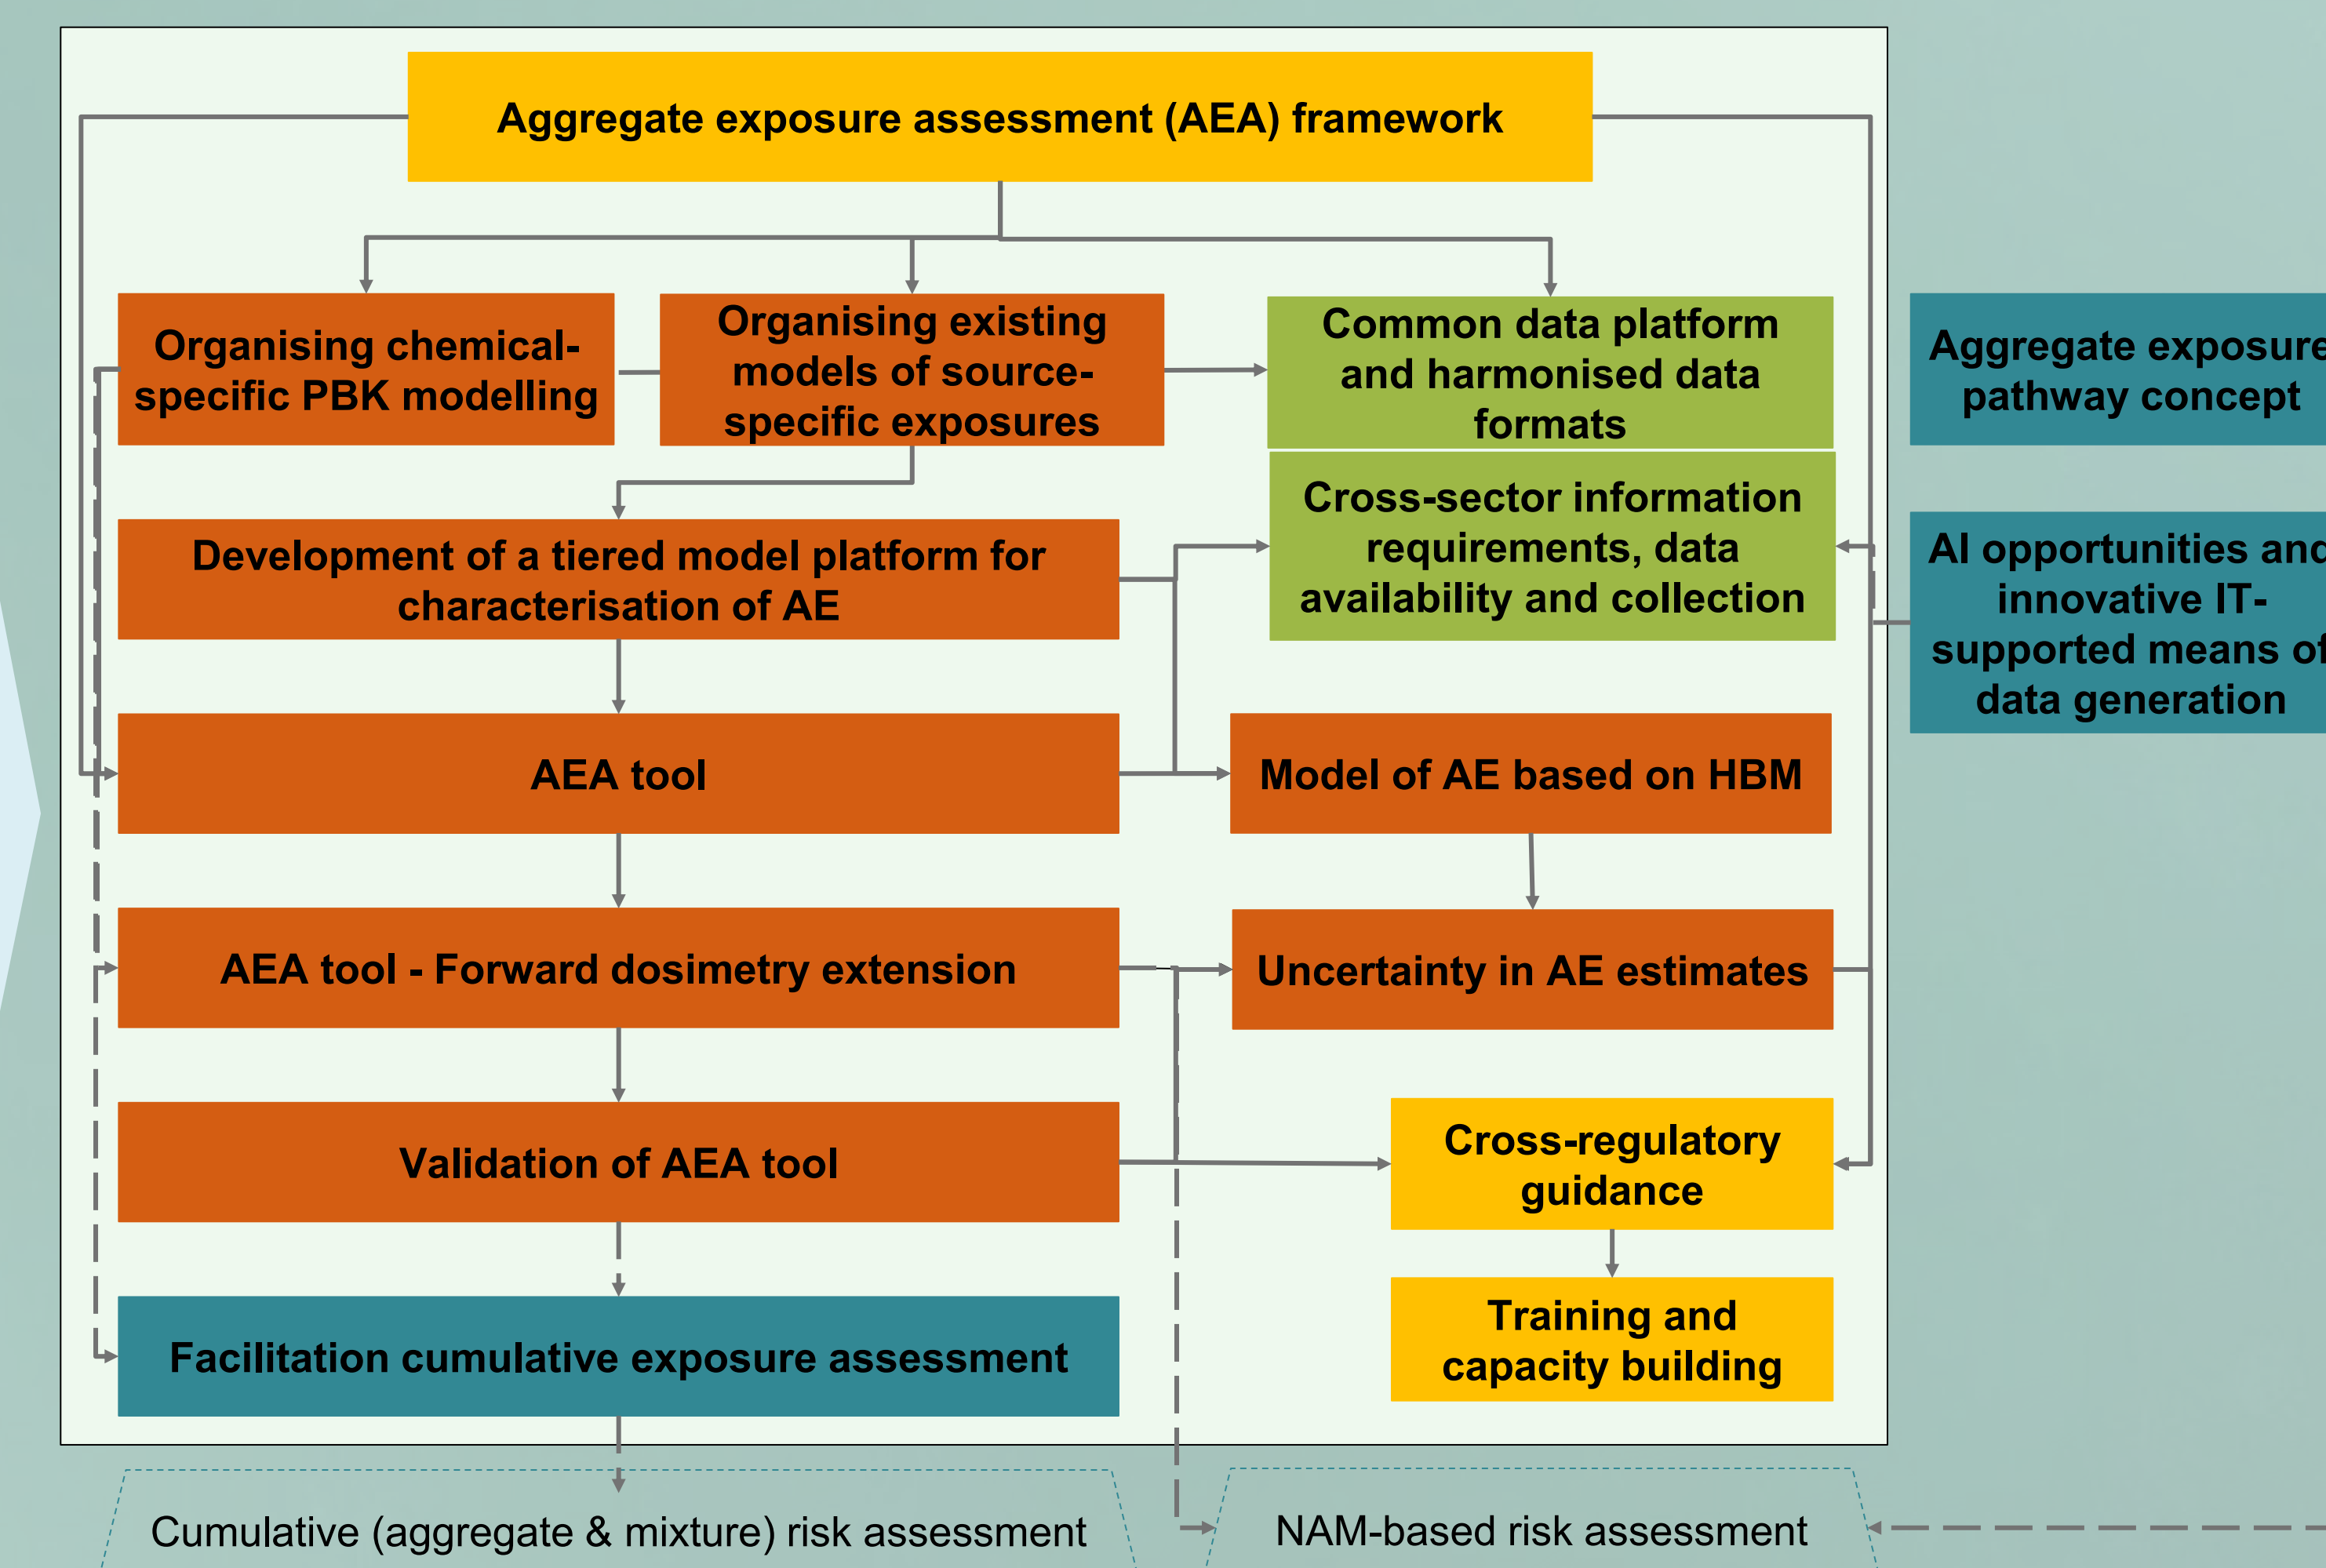 Aggregate exposure assessment (AEA) framework
Organising chemical-
specific PBK modelling
Organising existing
models of source-
specific exposures
Common data platform
and harmonised data
formats
Aggregate exposure
pathway concept
Cross-sector information
requirements, data
availability and collection
Development of a tiered model platform for
characterisation of AE
AI opportunities and
innovative IT-
supported means of
data generation
AEA tool
Model of AE based on HBM
AEA tool - Forward dosimetry extension
Uncertainty in AE estimates
Validation of AEA tool
Cross-regulatory
guidance
Facilitation cumulative exposure assessment
Training and
capacity building
Cumulative (aggregate & mixture) risk assessment
NAM-based risk assessment